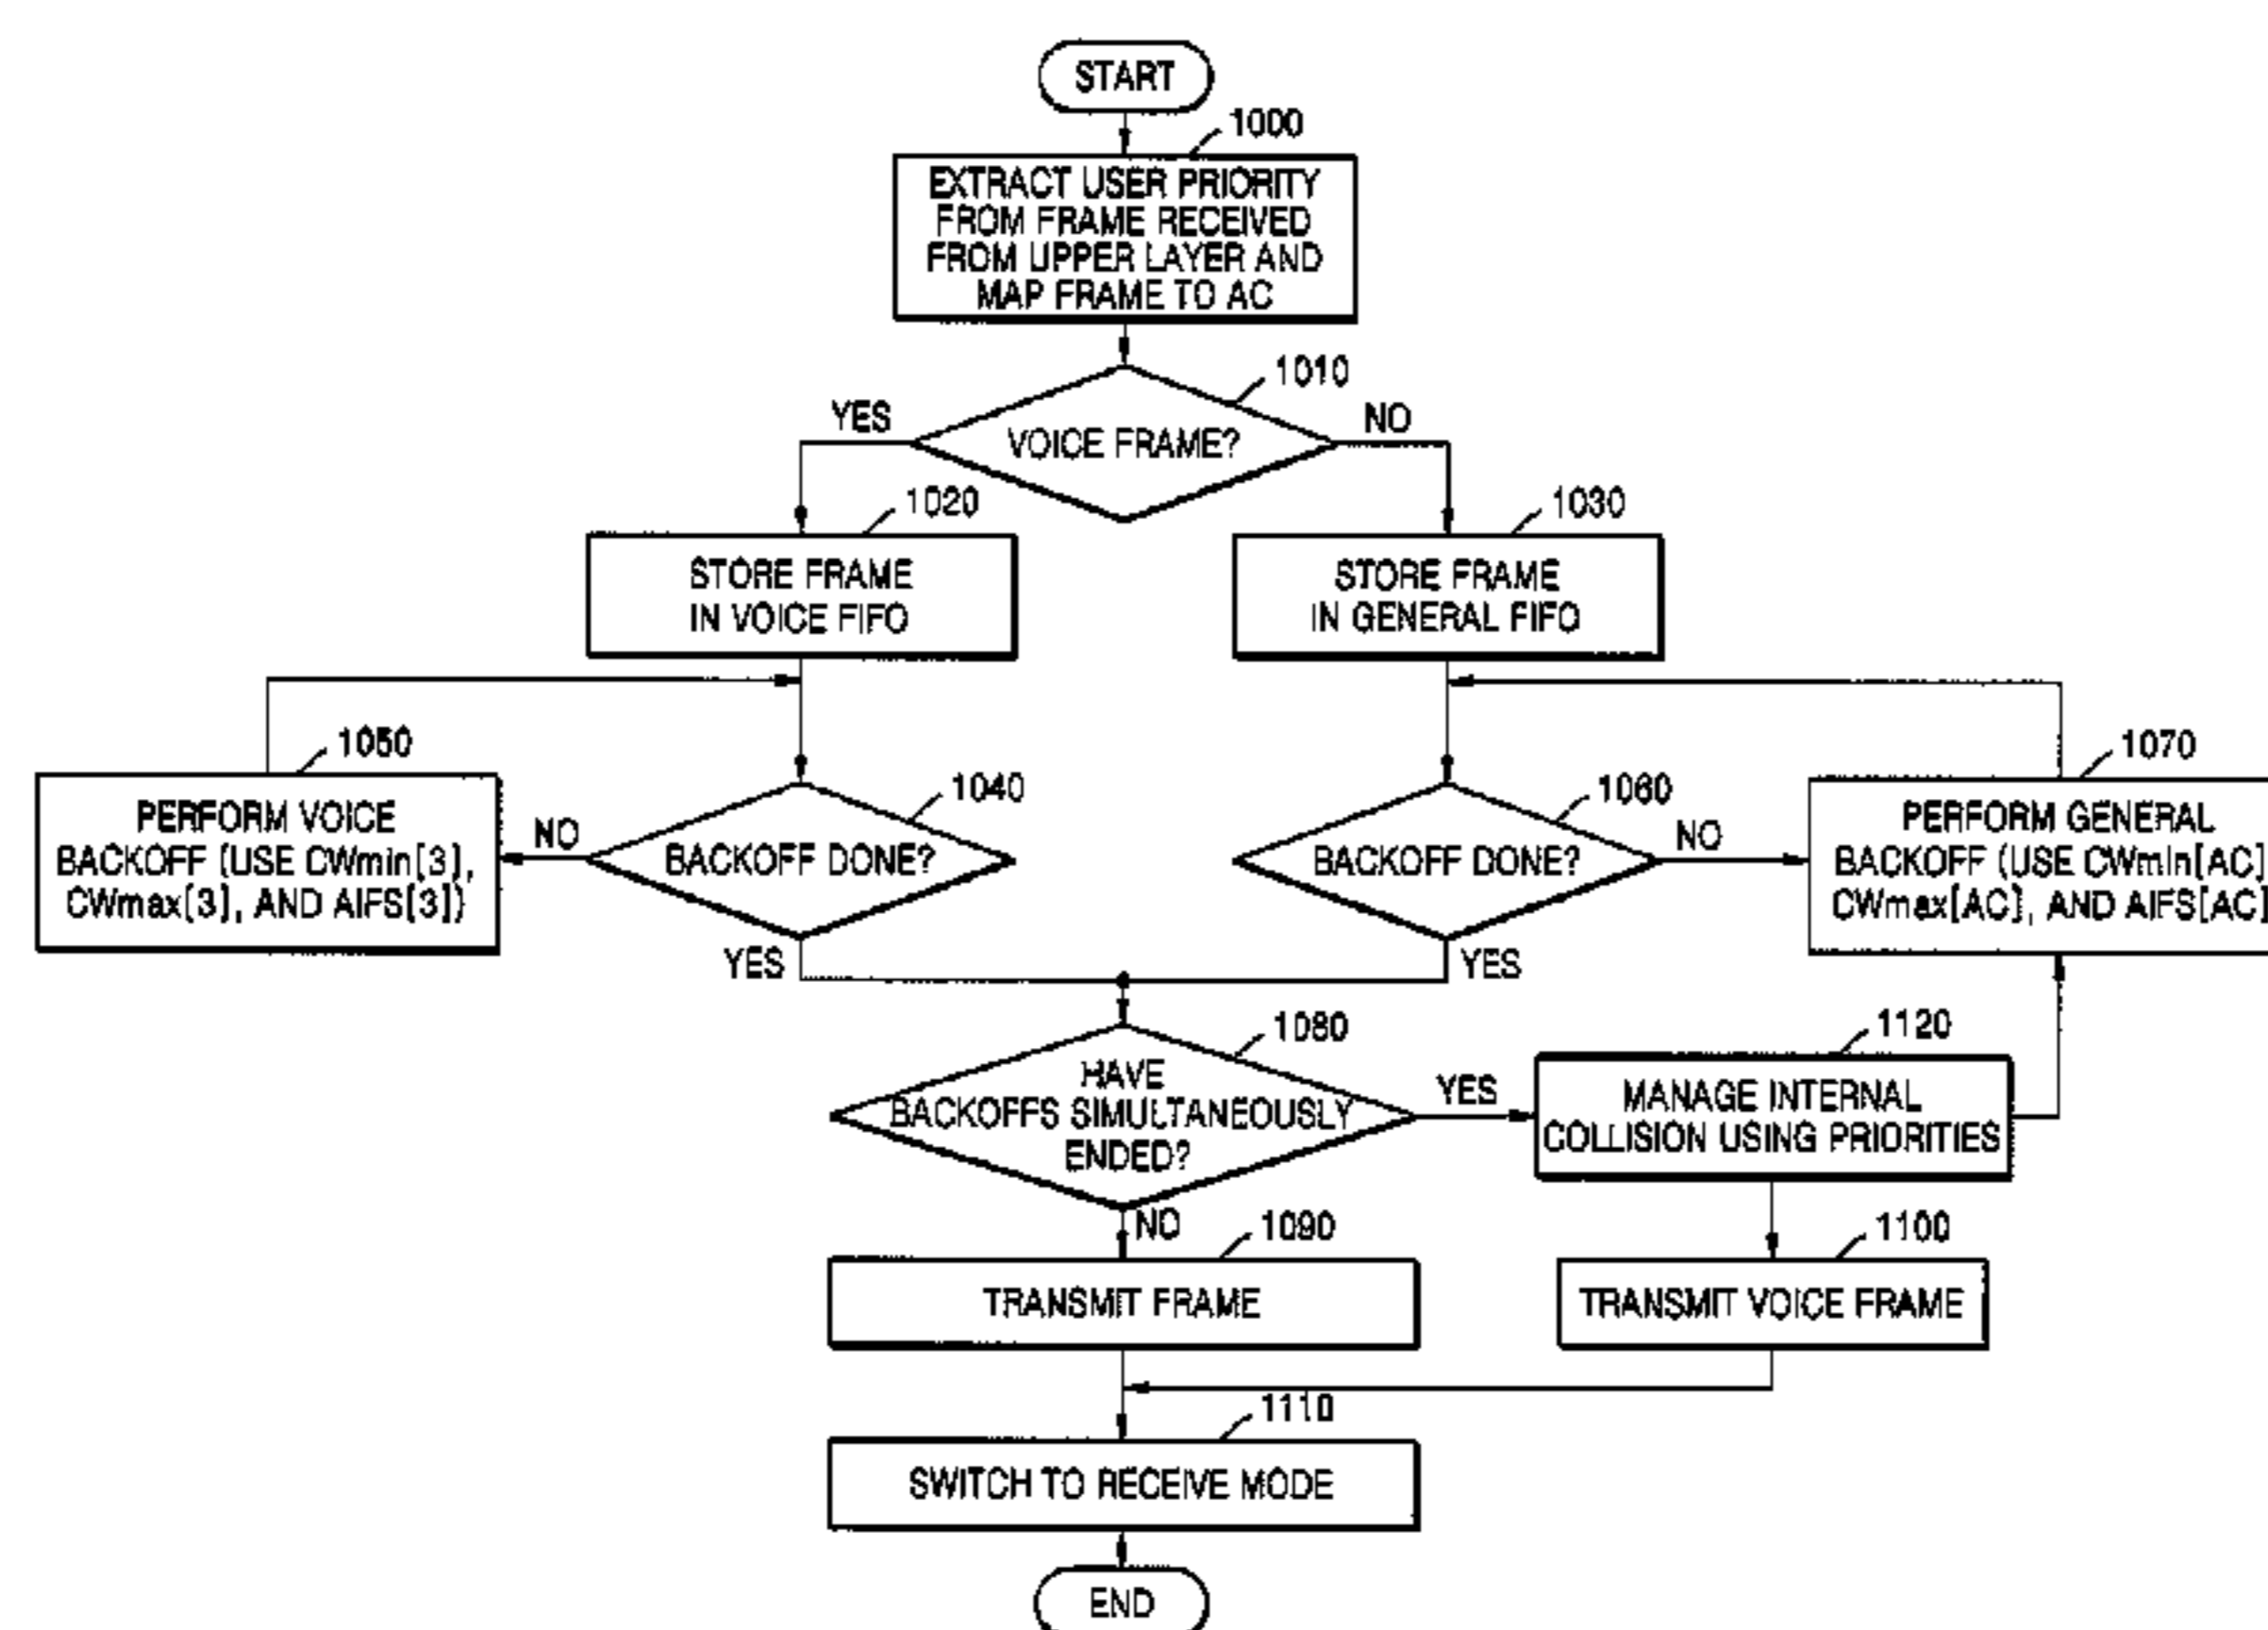 START
1000
EXTRACT USER PRIORITY
FROM FRAME RECEIVED
FROM UPPER LAYER AND
MAP FRAME TO AC
1010
YES
VOICE FRAME?
NO
1020
STORE FRAME
IN VOICE FIFO
1030
STORE FRAME
IN GENERAL FIFO
1050
PERFORM VOICE
BACKOFF (USE CWmin[3],
CWmax[3], AND AIFS[3])
NO
1040
BACKOFF DONE?
YES
1060
BACKOFF DONE?
NO
YES
1070
PERFORM GENERAL
BACKOFF (USE CWmin[AC]
CWmax[AC], AND AIFS[AC]
1080
HAVE
BACKOFFS SIMULTANEOUSLY
ENDED?
YES
NO
1120
MANAGE INTERNAL
COLLISION USING PRIORITIES
1090
TRANSMIT FRAME
1100
TRANSMIT VOICE FRAME
1110
SWITCH TO RECEIVE MODE
END